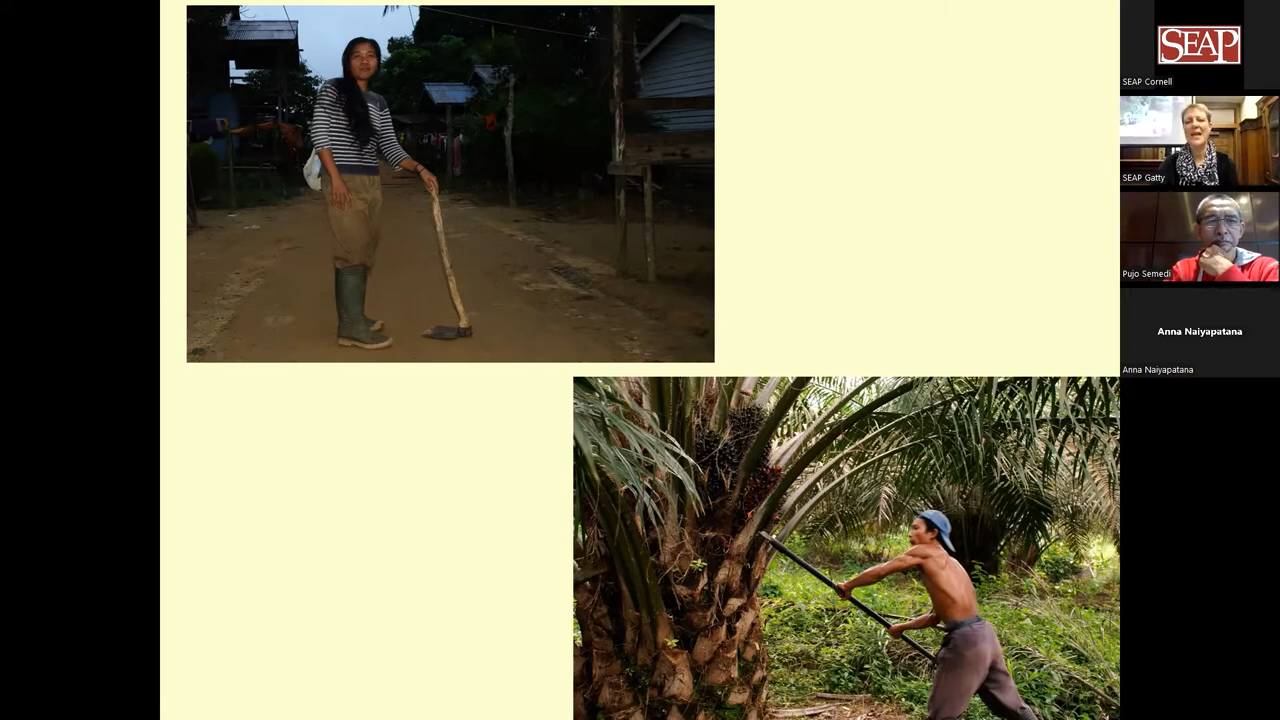 SEAP
SEAP Cornell
SEAP Gatty
Pujo Semedi
Anna Naiyapatana
Anna Naiyapatana